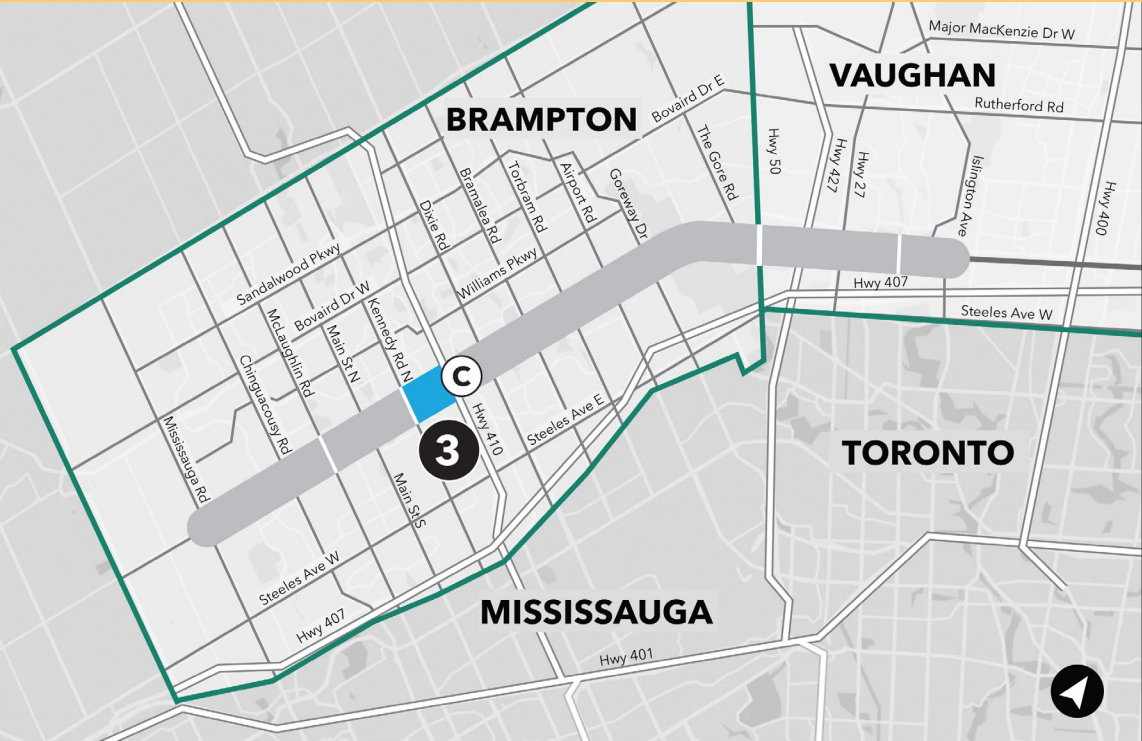 Major MacKenzie Dr W
VAUGHAN
Rutherford Rd
BRAMPTON
Bovaird Dr E
The Gore Rd
Hwy 50
Hwy 427
Hwy 27
Islington Ave
Hwy 400
Dixie Rd
Bramalea Rd
Torbram Rd
Airport Rd
Goreway Dr
Sandalwood Pkwy
Williams Pkwy
Bovaird Dr W
Hwy 407
Steeles Ave W
McLaughlin Rd
Main St N
Kennedy Rd N
Chinguacousy Rd
C
Mississauga Rd
3
Hwy 410
Steeles Ave E
TORONTO
Main St S
Steeles Ave W
Hwy 407
MISSISSAUGA
Hwy 401